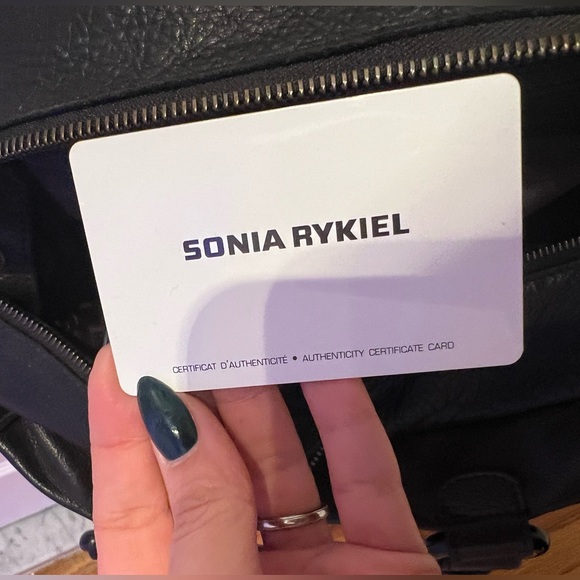 SONIA RYKIEL
CERTIFICAT D'AUTHENTICITÉ • AUTHENTICITY CERTIFICATE CARD